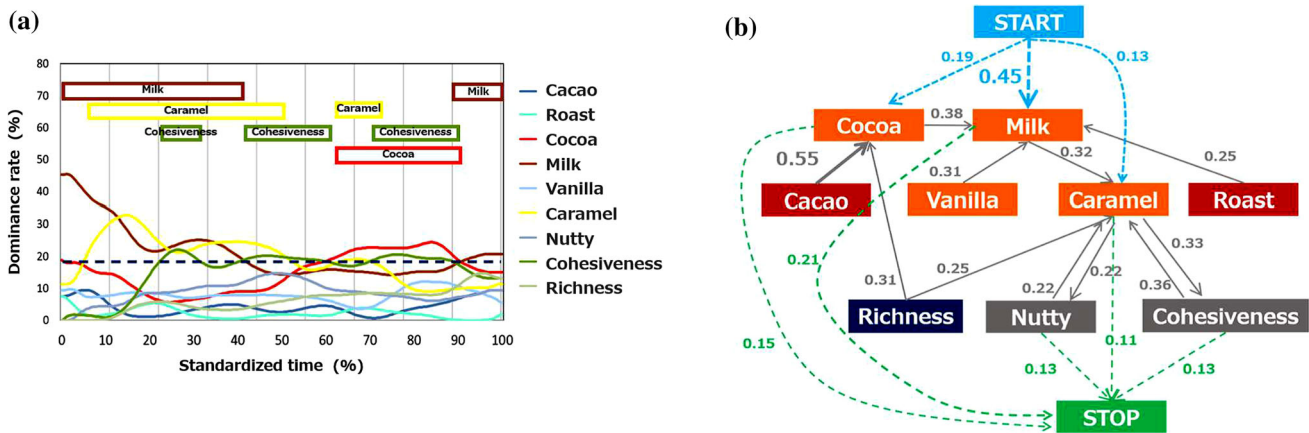 (a)
Dominance rate (%)
80
70
60
50
40
30
20
10
0
Milk
Milk
Caramel
Caramel
Cohesiveness
Cohesiveness
Cohesiveness
Cocoa
0 10 20 30 40 50 60 70 80 90 100
Standardized time (%)
Cacao
Roast
Cocoa
Milk
Vanilla
Caramel
Nutty
Cohesiveness
Richness
(b)
START
0.19
0.45
0.13
Cocoa
0.38
Milk
0.55
0.31
0.32
0.25
Cacao
Vanilla
Caramel
Roast
0.21
0.31
0.25
0.22
0.22
0.36
0.33
Richness
Nutty
Cohesiveness
0.15
0.13
0.11
0.13
STOP